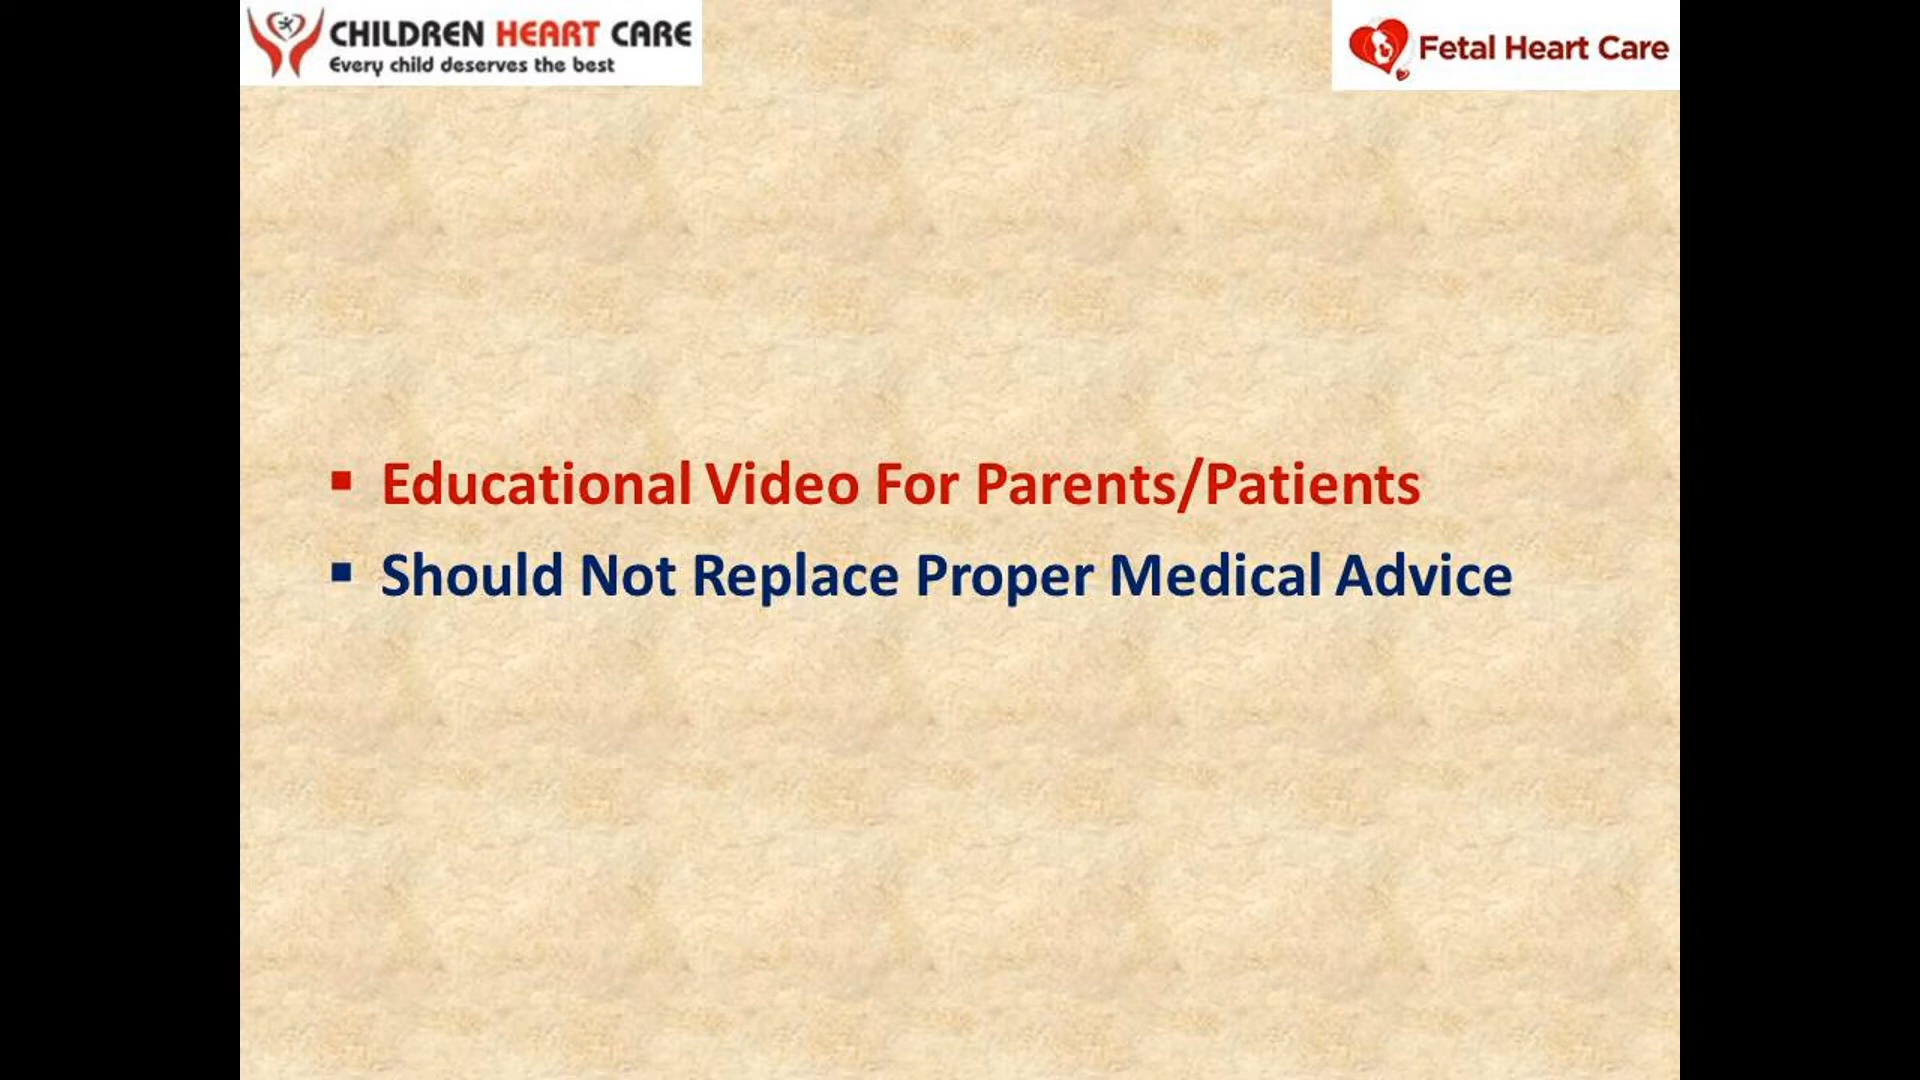 CHILDREN HEART CARE
Every child deserves the best
Fetal Heart Care
▪ Educational Video For Parents/Patients
▪ Should Not Replace Proper Medical Advice